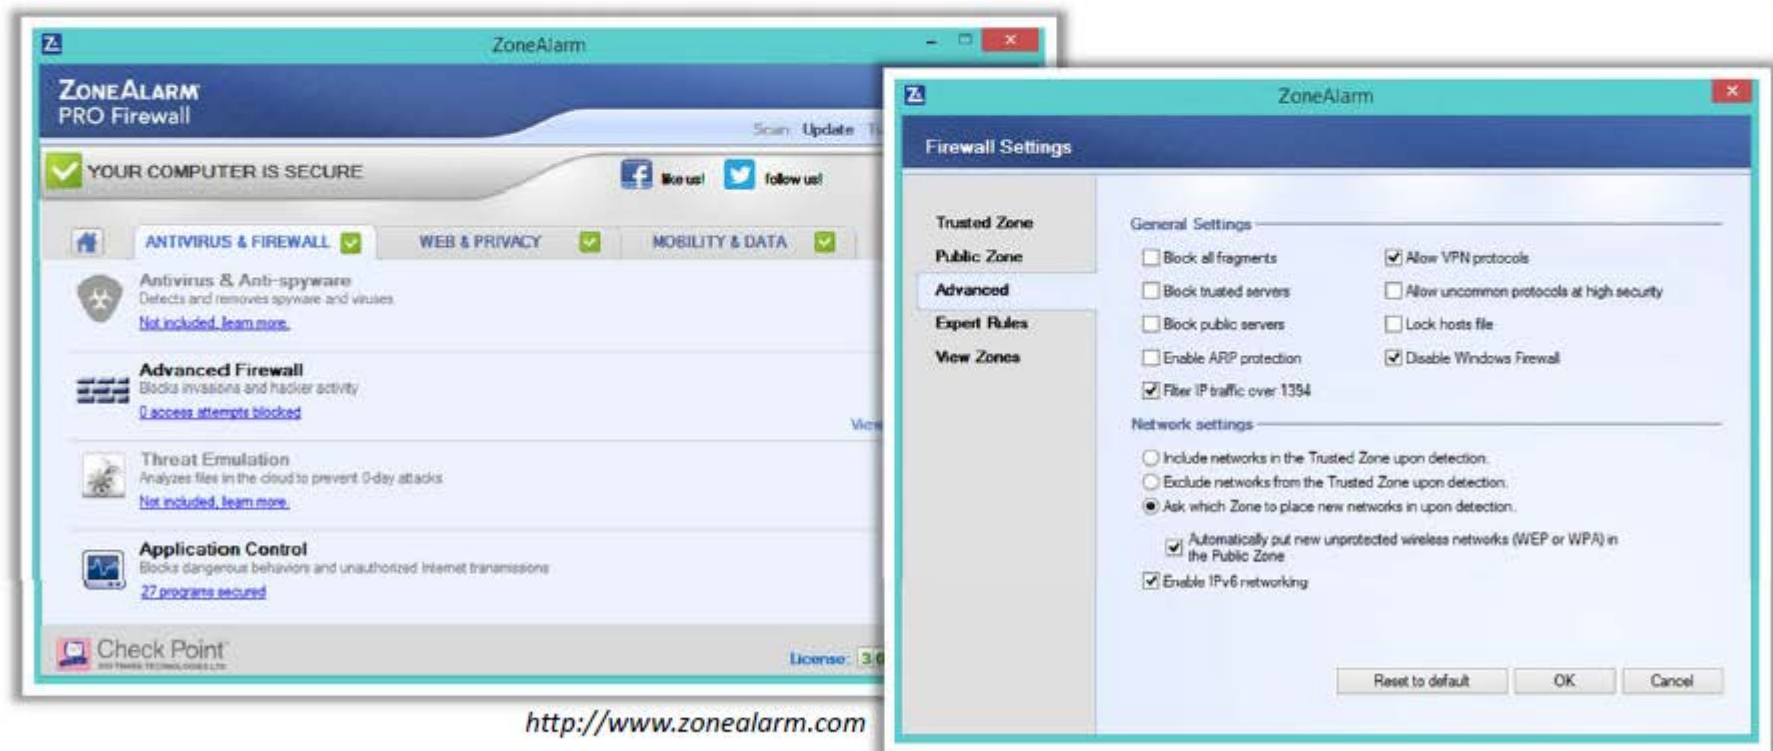 ZoneAlarm
ZONEALARM
PRO Firewall
Scan Update
YOUR COMPUTER IS SECURE
like us! follow us!
ANTIVIRUS & FIREWALL WEB & PRIVACY MOBILITY & DATA
Antivirus & Anti-spyware
Detects and removes spyware and viruses
Not included, learn more.
Advanced Firewall
Blocks invasions and hacker activity
0 access attempts blocked
View
Threat Emulation
Analyzes files in the cloud to prevent 0-day attacks
Not included, learn more.
Application Control
Blocks dangerous behaviors and unauthorized Internet transmissions
27 programs secured
Check Point
SOFTWARE TECHNOLOGIES LTD.
License:
http://www.zonealarm.com
ZoneAlarm
Firewall Settings
Trusted Zone
Public Zone
Advanced
Expert Rules
View Zones
General Settings
Block all fragments
Block trusted servers
Block public servers
Enable ARP protection
Filter IP traffic over 1394
Allow VPN protocols
Allow uncommon protocols at high security
Lock hosts file
Disable Windows Firewall
Network settings
Include networks in the Trusted Zone upon detection.
Exclude networks from the Trusted Zone upon detection.
Ask which Zone to place new networks in upon detection.
Automatically put new unprotected wireless networks (WEP or WPA) in
the Public Zone
Enable IPv6 networking
Reset to default OK Cancel